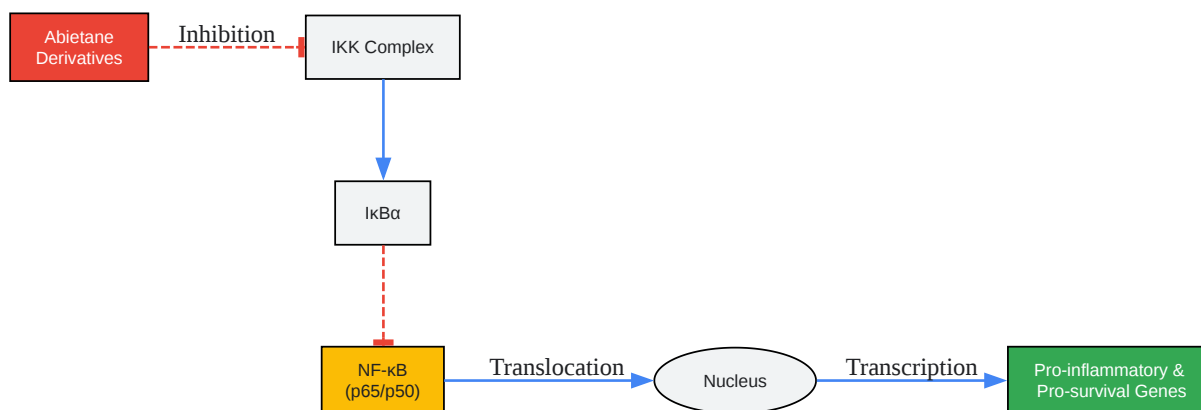 Abietane
Derivatives
Inhibition
IKK Complex
IκBα
NF-κB
(p65/p50)
Translocation
Nucleus
Transcription
Pro-inflammatory &
Pro-survival Genes